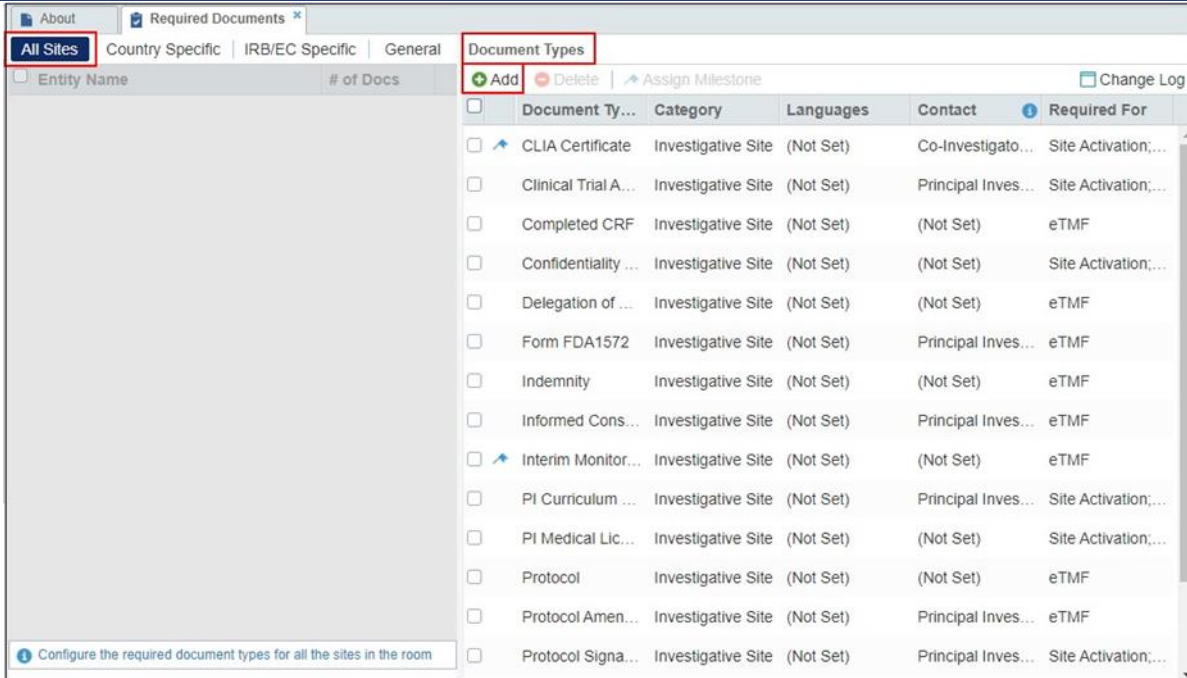 About
Required Documents
All Sites Country Specific IRB/EC Specific General
Entity Name # of Docs
Configure the required document types for all the sites in the room
Document Types
Add Delete Assign Milestone Change Log
Document Ty... Category Languages Contact Required For
CLIA Certificate Investigative Site (Not Set) Co-Investigato... Site Activation;...
Clinical Trial A... Investigative Site (Not Set) Principal Inves... Site Activation;...
Completed CRF Investigative Site (Not Set) (Not Set) eTMF
Confidentiality ... Investigative Site (Not Set) (Not Set) Site Activation;...
Delegation of ... Investigative Site (Not Set) (Not Set) eTMF
Form FDA1572 Investigative Site (Not Set) Principal Inves... eTMF
Indemnity Investigative Site (Not Set) (Not Set) eTMF
Informed Cons... Investigative Site (Not Set) Principal Inves... eTMF
Interim Monitor... Investigative Site (Not Set) (Not Set) eTMF
PI Curriculum ... Investigative Site (Not Set) Principal Inves... Site Activation;...
PI Medical Lic... Investigative Site (Not Set) (Not Set) Site Activation;...
Protocol Investigative Site (Not Set) (Not Set) eTMF
Protocol Amen... Investigative Site (Not Set) Principal Inves... eTMF
Protocol Signa... Investigative Site (Not Set) Principal Inves... Site Activation;...